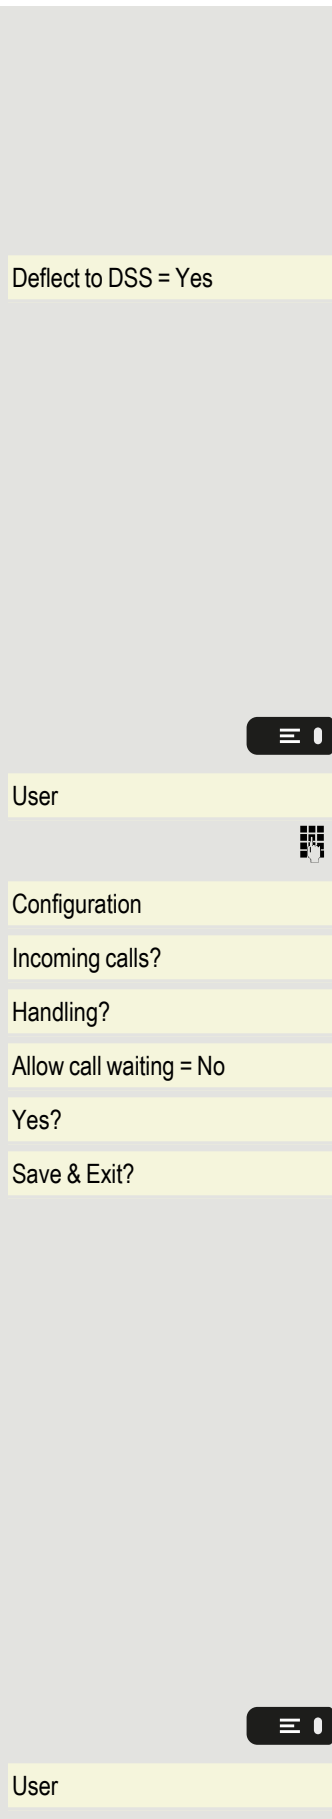 Deflect to DSS = Yes
User
Configuration
Incoming calls?
Handling?
Allow call waiting = No
Yes?
Save & Exit?
User